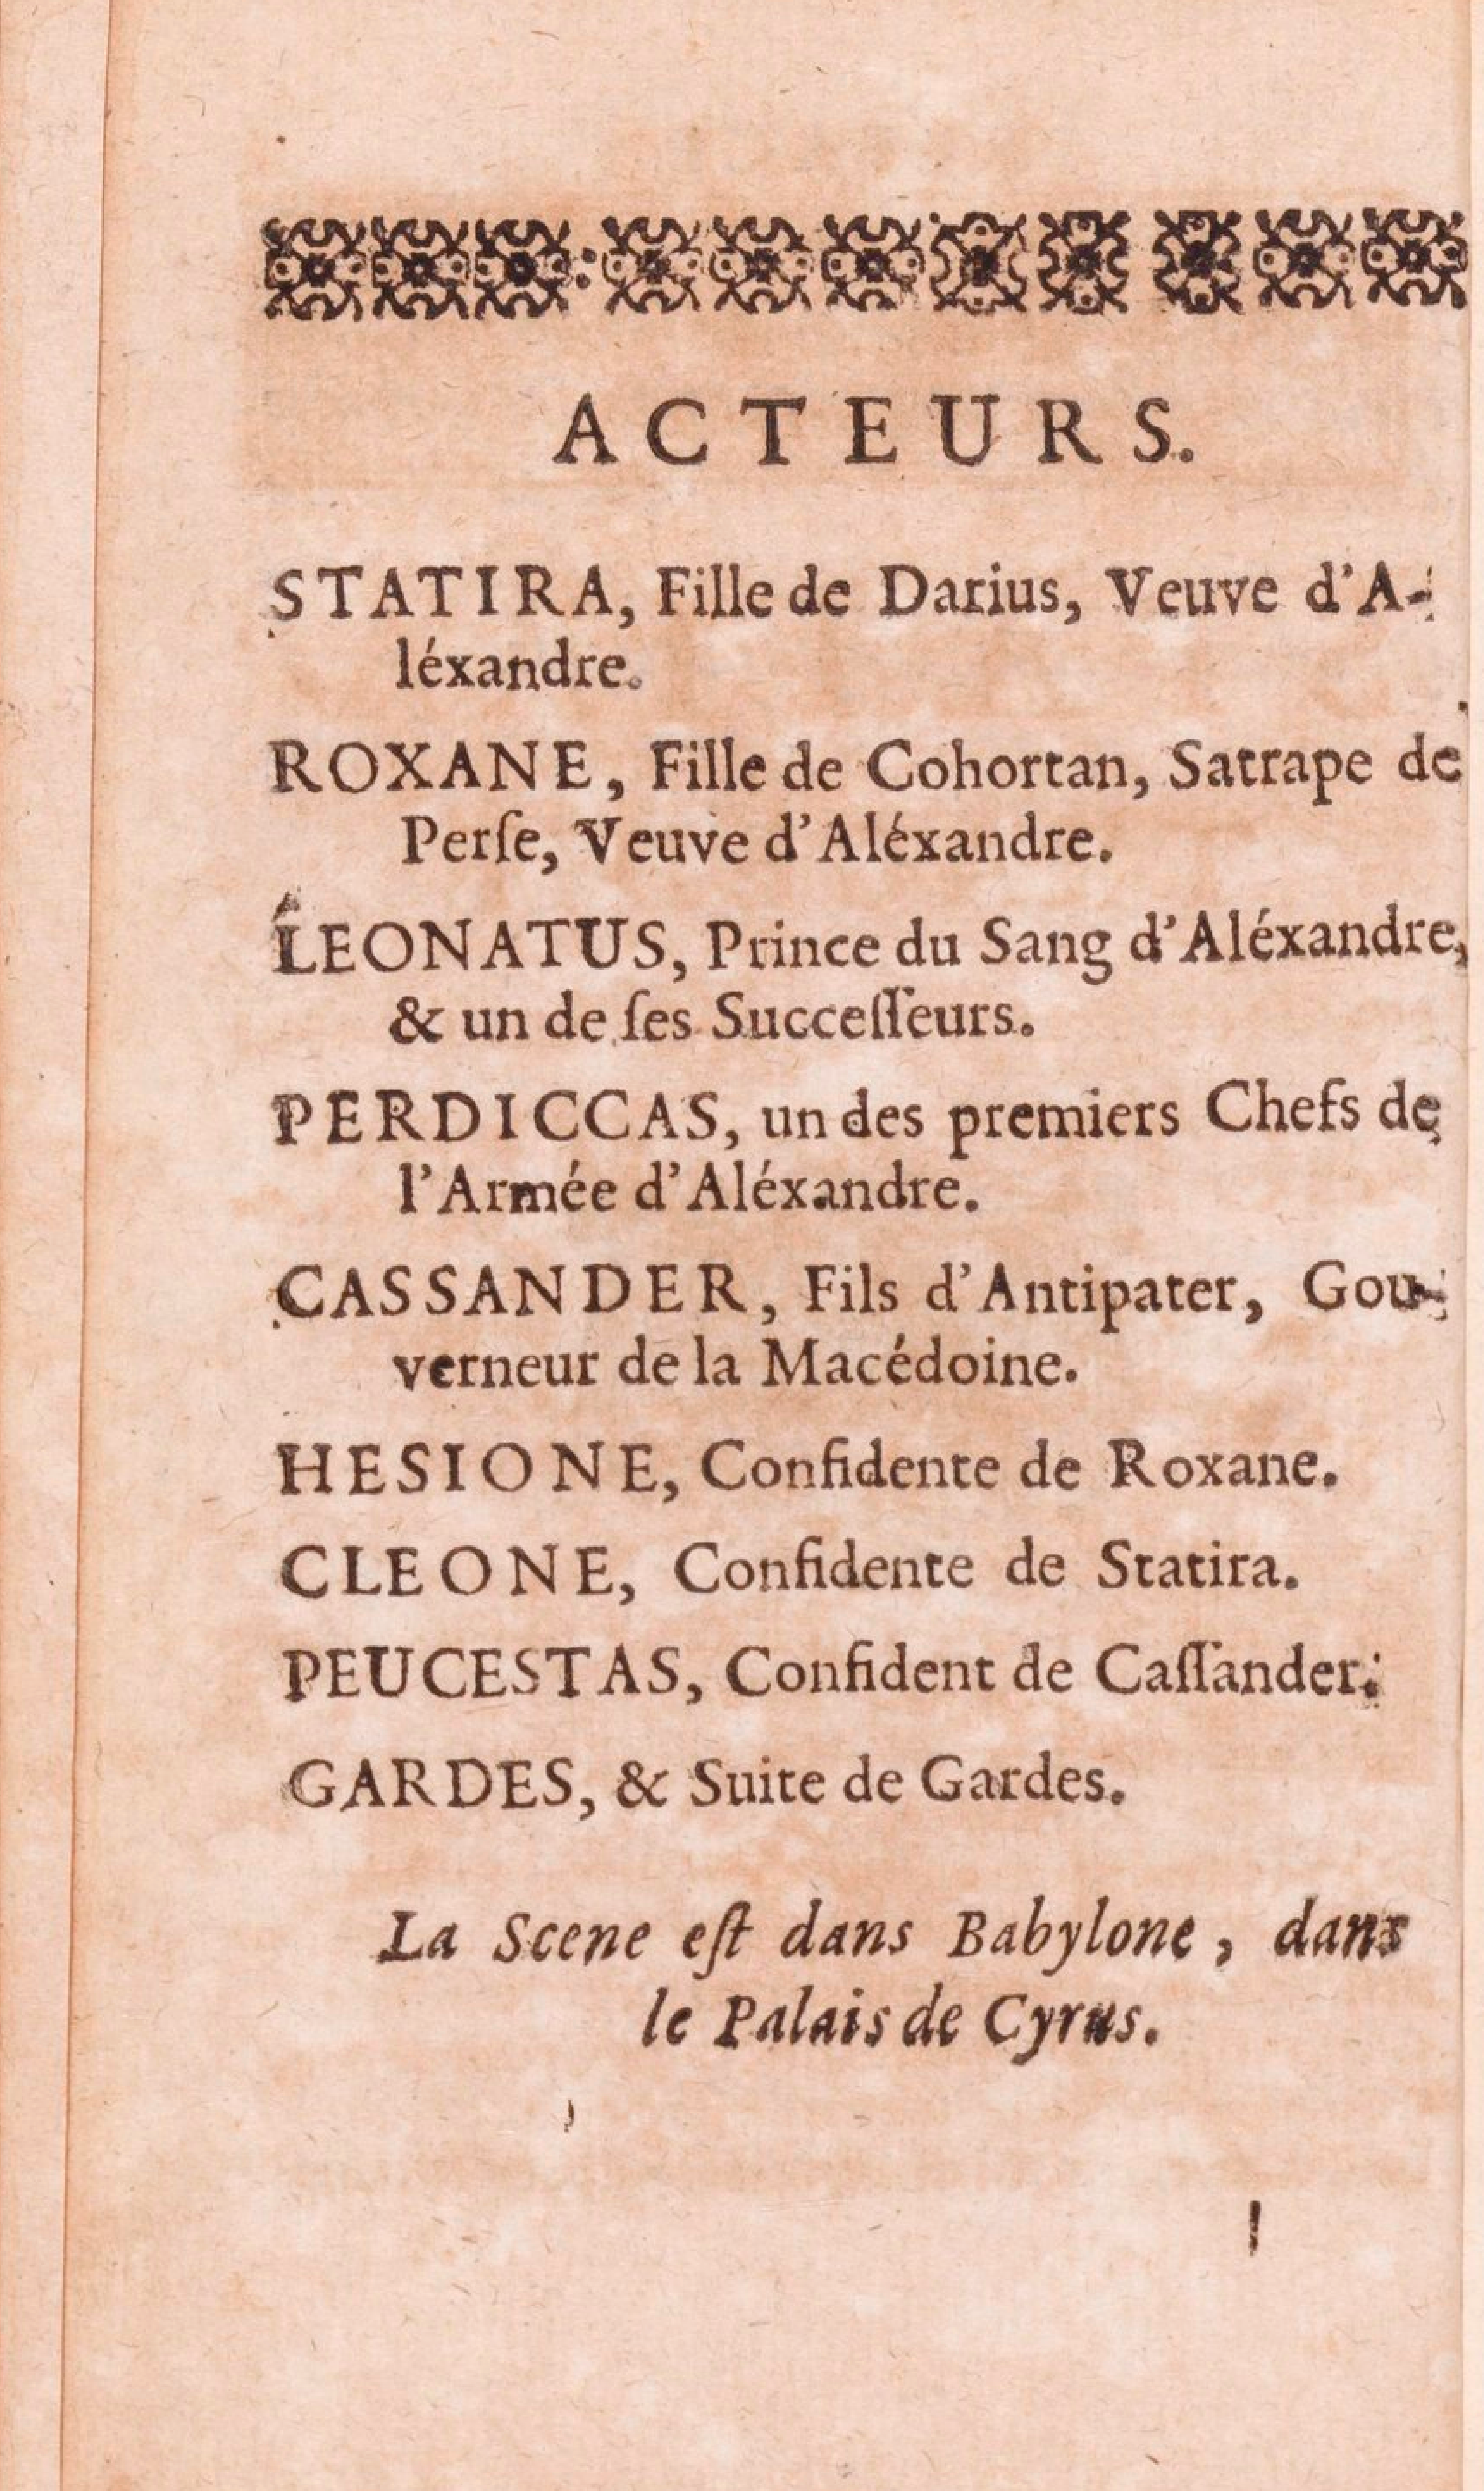 ACTEURS.
STATIRA, Fille de Darius, Veuve d'A-
léxandre.
ROXANE, Fille de Cohortan, Satrape de
Perſe, Veuve d'Aléxandre.
LEONATUS, Prince du Sang d'Aléxandre,
& un de ſes Succeſſeurs.
PERDICCAS, un des premiers Chefs de
l'Armée d'Aléxandre.
CASSANDER, Fils d'Antipater, Gou-
verneur de la Macédoine.
HESIONE, Confidente de Roxane.
CLEONE, Confidente de Statira.
PEUCESTAS, Confident de Caſſander.
GARDES, & Suite de Gardes.
La Scene eſt dans Babylone, dans
le Palais de Cyrus.